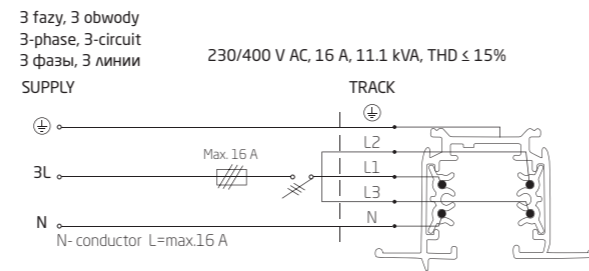 3 fazy, 3 obwody
3-phase, 3-circuit
3 фазы, 3 линии
230/400 V AC, 16 A, 11.1 kVA, THD ≤ 15%
SUPPLY
TRACK
L2
Max. 16 A
3L
L1
L3
N
N
N- conductor L=max.16 A